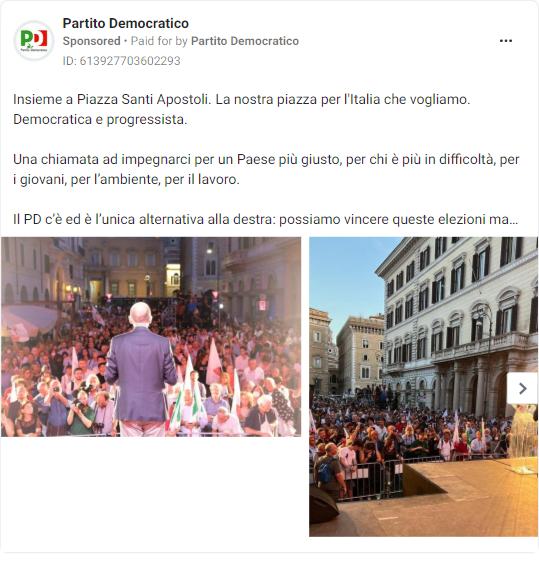 Partito Democratico
Sponsored • Paid for by Partito Democratico
ID: 613927703602293
Insieme a Piazza Santi Apostoli. La nostra piazza per l'Italia che vogliamo.
Democratica e progressista.
Una chiamata ad impegnarci per un Paese più giusto, per chi è più in difficoltà, per
i giovani, per l’ambiente, per il lavoro.
Il PD c’è ed è l’unica alternativa alla destra: possiamo vincere queste elezioni ma...
PD
Partito Democratico